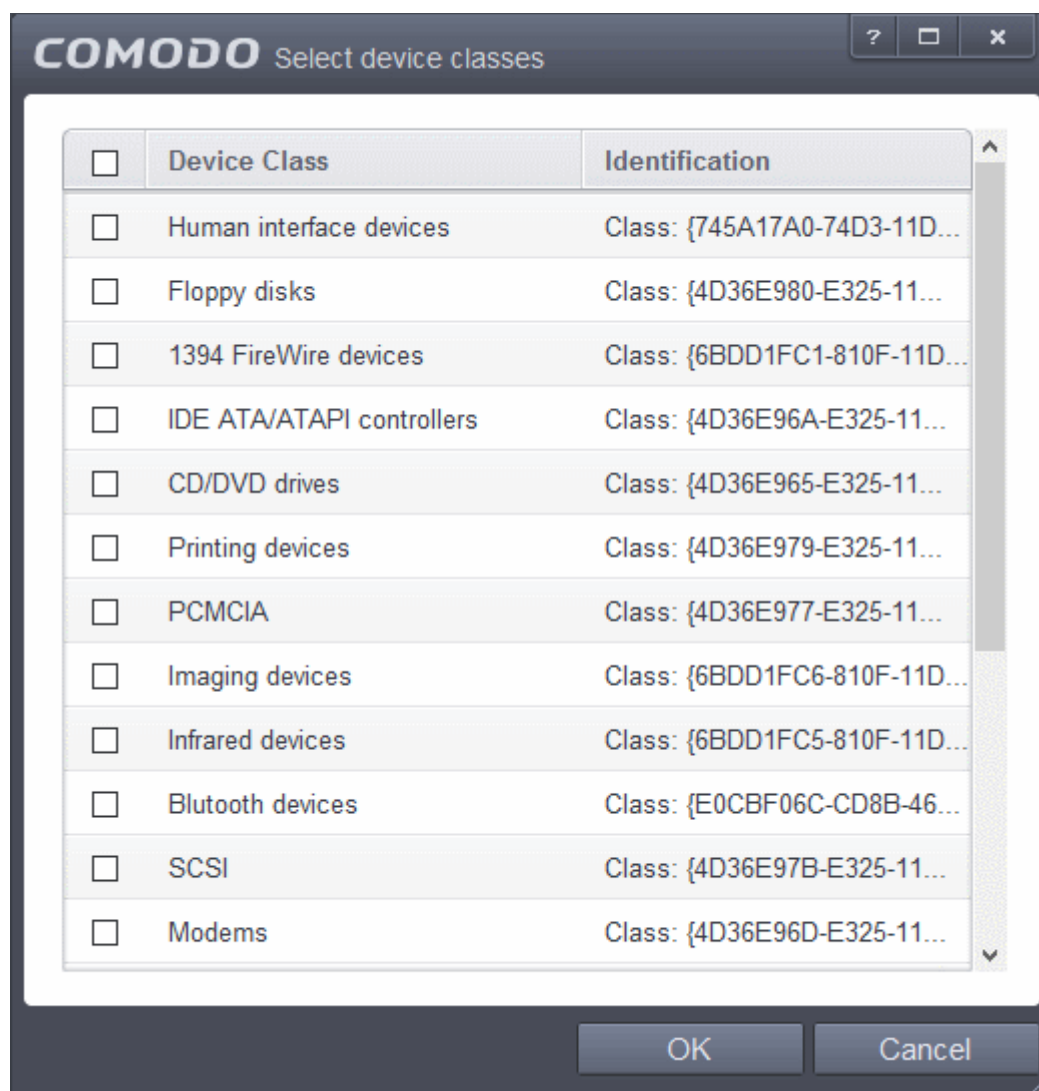 COMODO Select device classes ?
Device Class Identification
Human interface devices Class: {745A17A0-74D3-11D...
Floppy disks Class: {4D36E980-E325-11...
1394 FireWire devices Class: {6BDD1FC1-810F-11D...
IDE ATA/ATAPI controllers Class: {4D36E96A-E325-11...
CD/DVD drives Class: {4D36E965-E325-11...
Printing devices Class: {4D36E979-E325-11...
PCMCIA Class: {4D36E977-E325-11...
Imaging devices Class: {6BDD1FC6-810F-11D...
Infrared devices Class: {6BDD1FC5-810F-11D...
Blutooth devices Class: {E0CBF06C-CD8B-46...
SCSI Class: {4D36E97B-E325-11...
Modems Class: {4D36E96D-E325-11...
OK Cancel